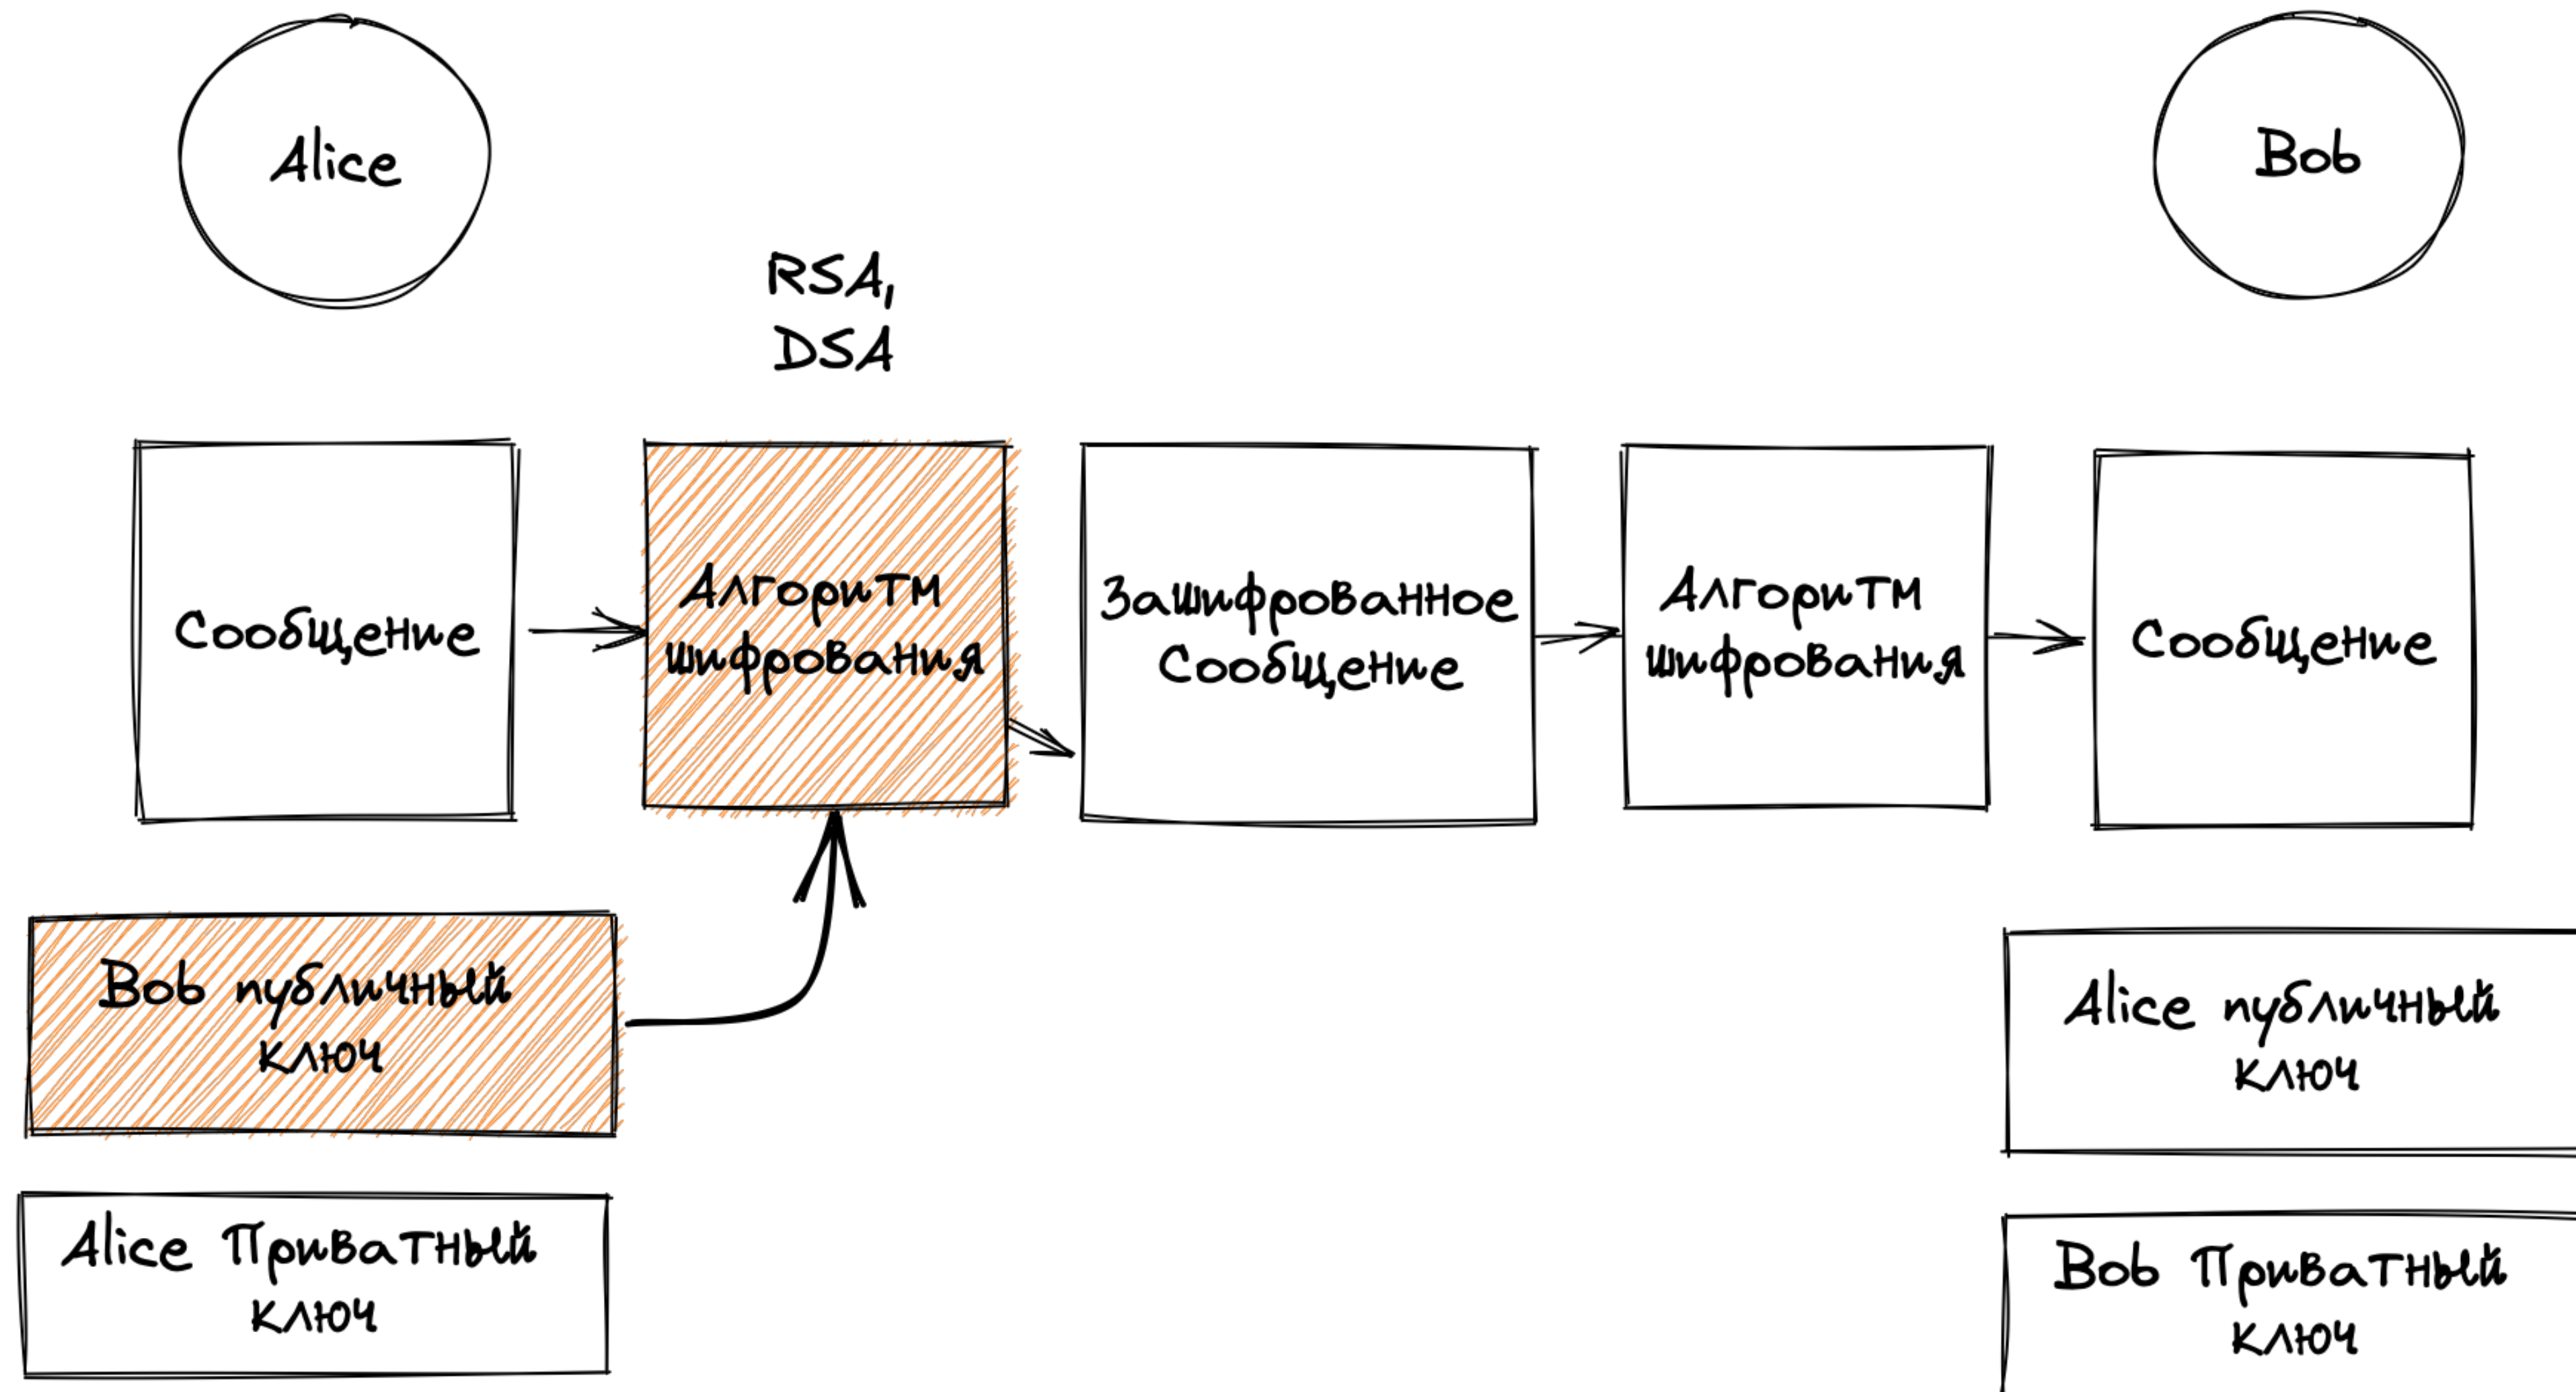 Alice
Bob
RSA,
DSA
Сообщение
Алгоритм
шифрования
Зашифрованное
Сообщение
Алгоритм
шифрования
Сообщение
Bob публичный
ключ
Alice Приватный
ключ
Alice публичный
ключ
Bob Приватный
ключ